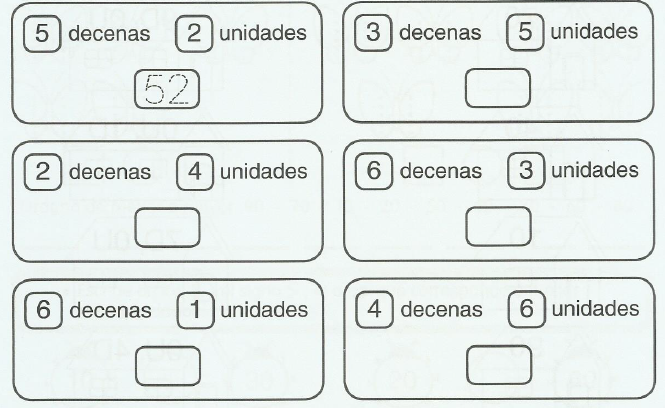 5 decenas 2 unidades
52
3 decenas 5 unidades
2 decenas 4 unidades
6 decenas 3 unidades
6 decenas 1 unidades
4 decenas 6 unidades